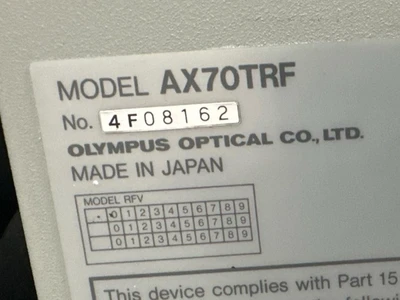 MODEL AX70TRF
No. 4F08162
OLYMPUS OPTICAL CO., LTD.
MADE IN JAPAN
MODEL RFV
0 1 2 3 4 5 6 7 8 9
0 1 2 3 4 5 6 7 8 9
0 1 2 3 4 5 6 7 8 9
This device complies with Part 15